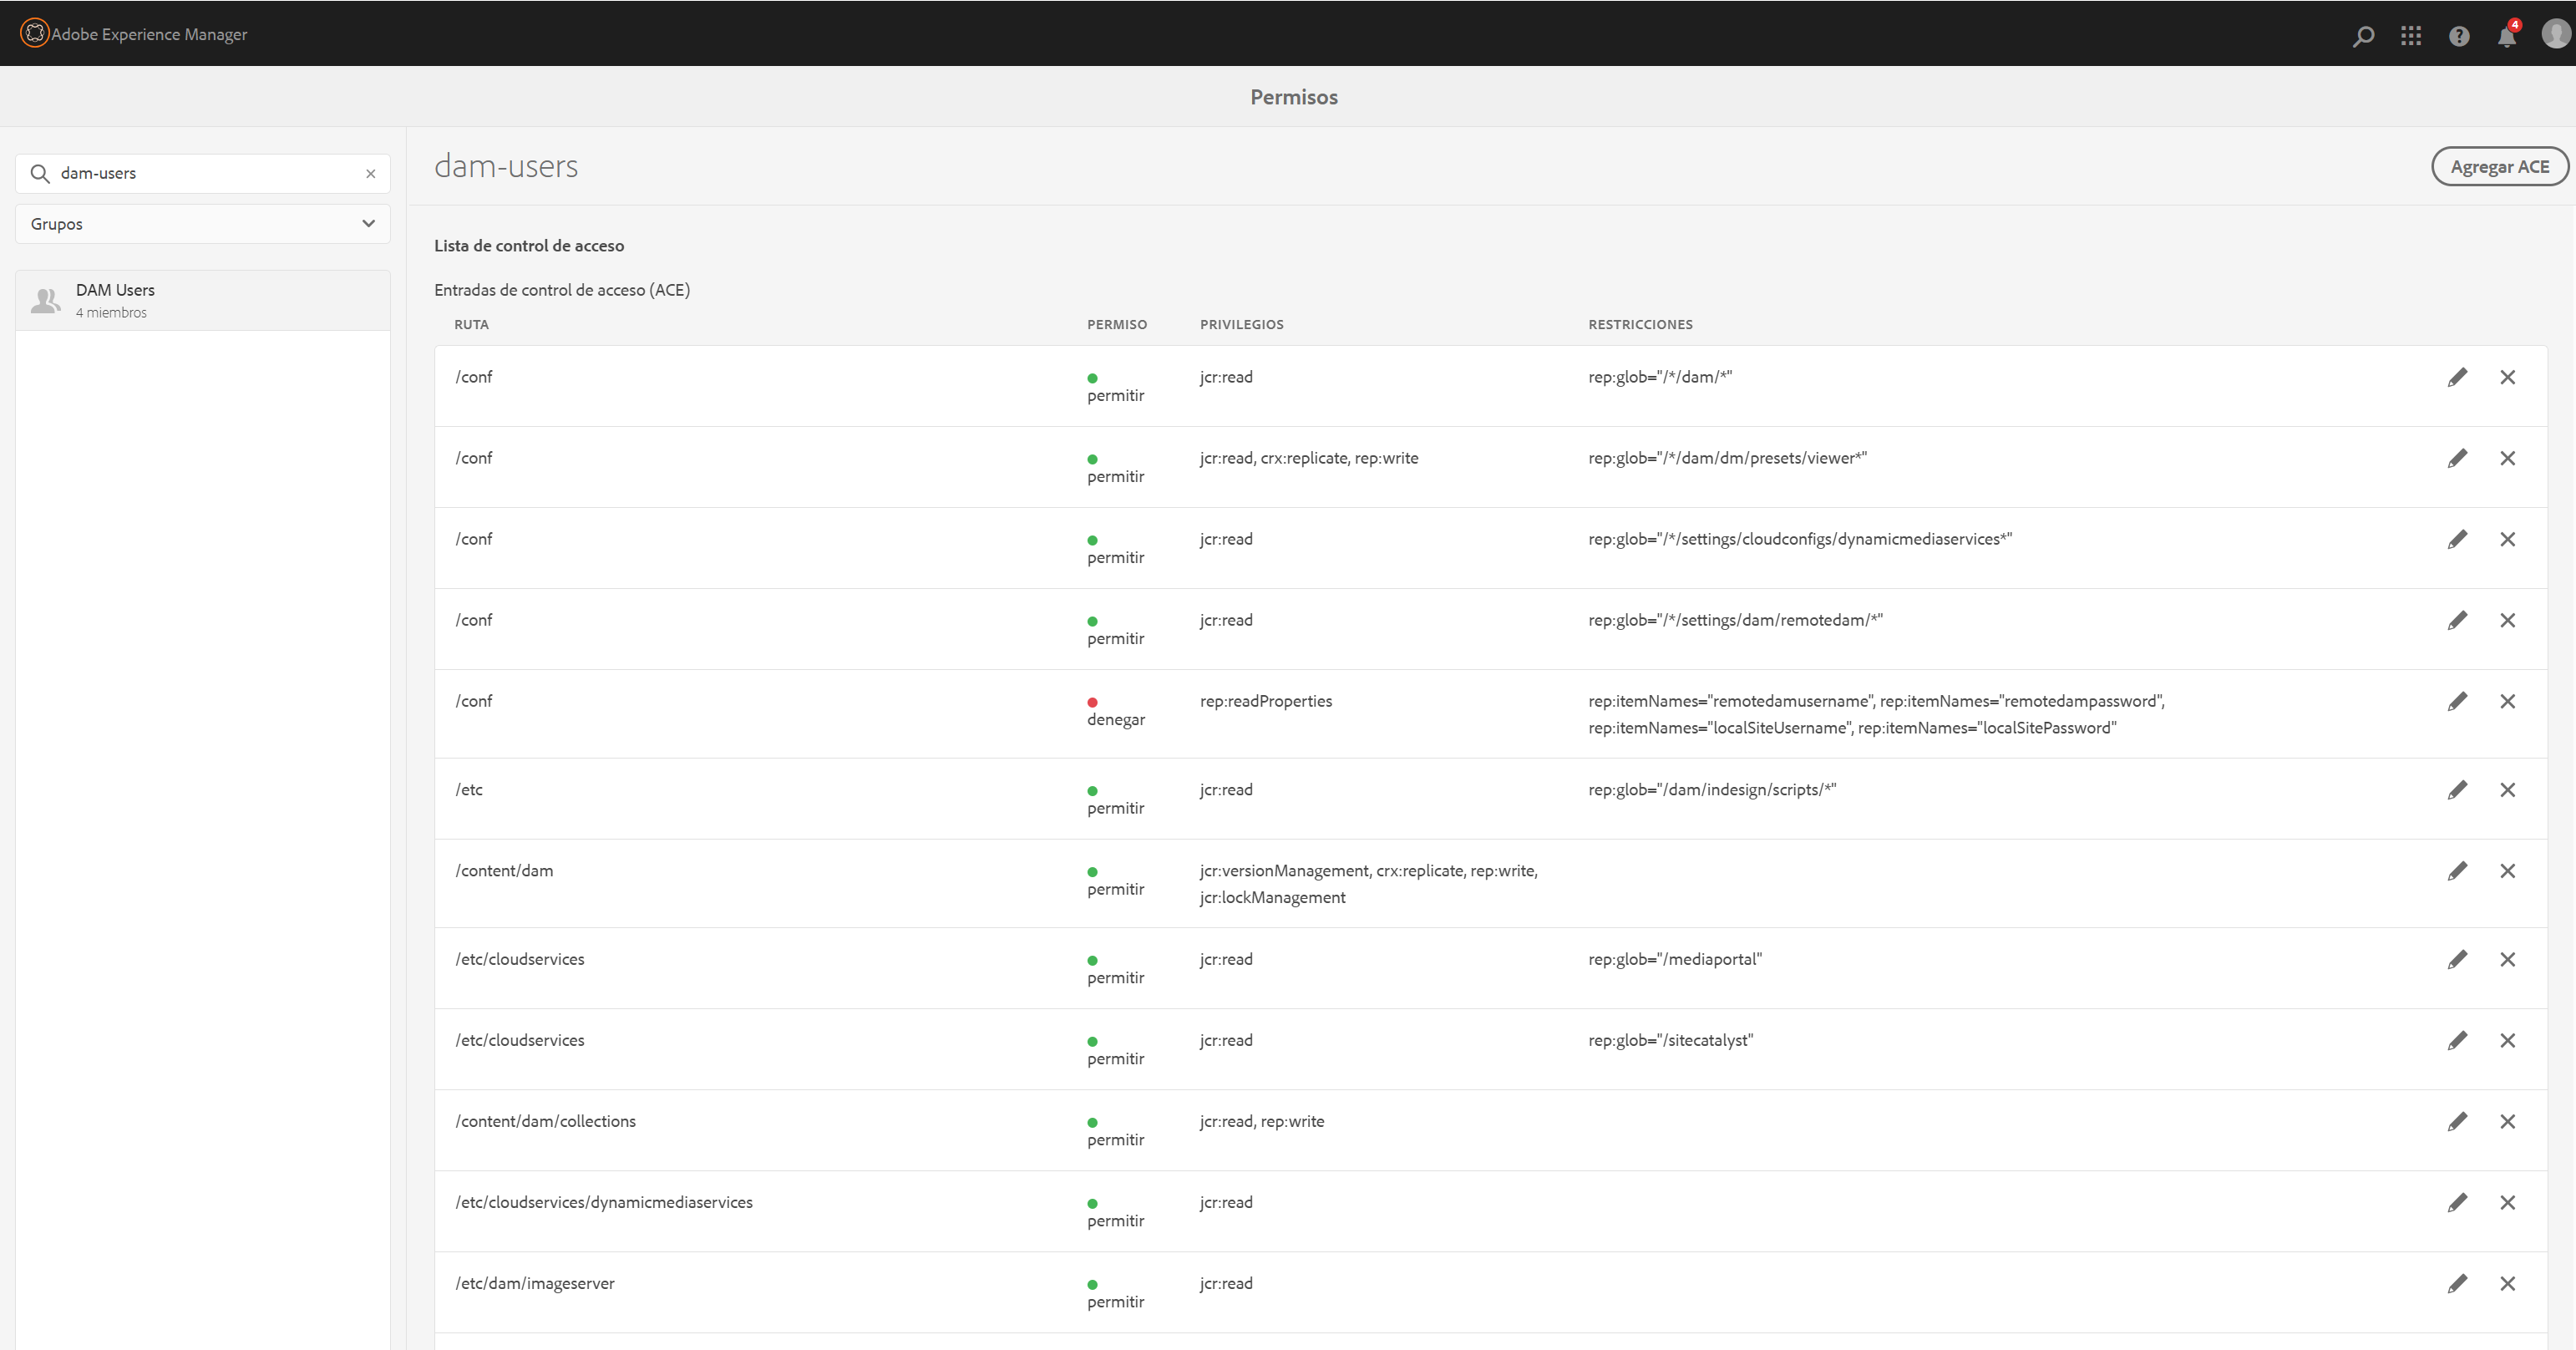 Adobe Experience Manager
4
Permisos
dam-users
Grupos
DAM Users
4 miembros
dam-users
Agregar ACE
Lista de control de acceso
Entradas de control de acceso (ACE)
RUTA PERMISO PRIVILEGIOS RESTRICCIONES
/conf permitir jcr:read rep:glob="/*/dam/*"
/conf permitir jcr:read, crx:replicate, rep:write rep:glob="/*/dam/dm/presets/viewer*"
/conf permitir jcr:read rep:glob="/*/settings/cloudconfigs/dynamicmediaservices*"
/conf permitir jcr:read rep:glob="/*/settings/dam/remotedam/*"
/conf denegar rep:readProperties rep:itemNames="remotedamusername", rep:itemNames="remotedampassword",
rep:itemNames="localSiteUsername", rep:itemNames="localSitePassword"
/etc permitir jcr:read rep:glob="/dam/indesign/scripts/*"
/content/dam permitir jcr:versionManagement, crx:replicate, rep:write,
jcr:lockManagement
/etc/cloudservices permitir jcr:read rep:glob="/mediaportal"
/etc/cloudservices permitir jcr:read rep:glob="/sitecatalyst"
/content/dam/collections permitir jcr:read, rep:write
/etc/cloudservices/dynamicmediaservices permitir jcr:read
/etc/dam/imageserver permitir jcr:read